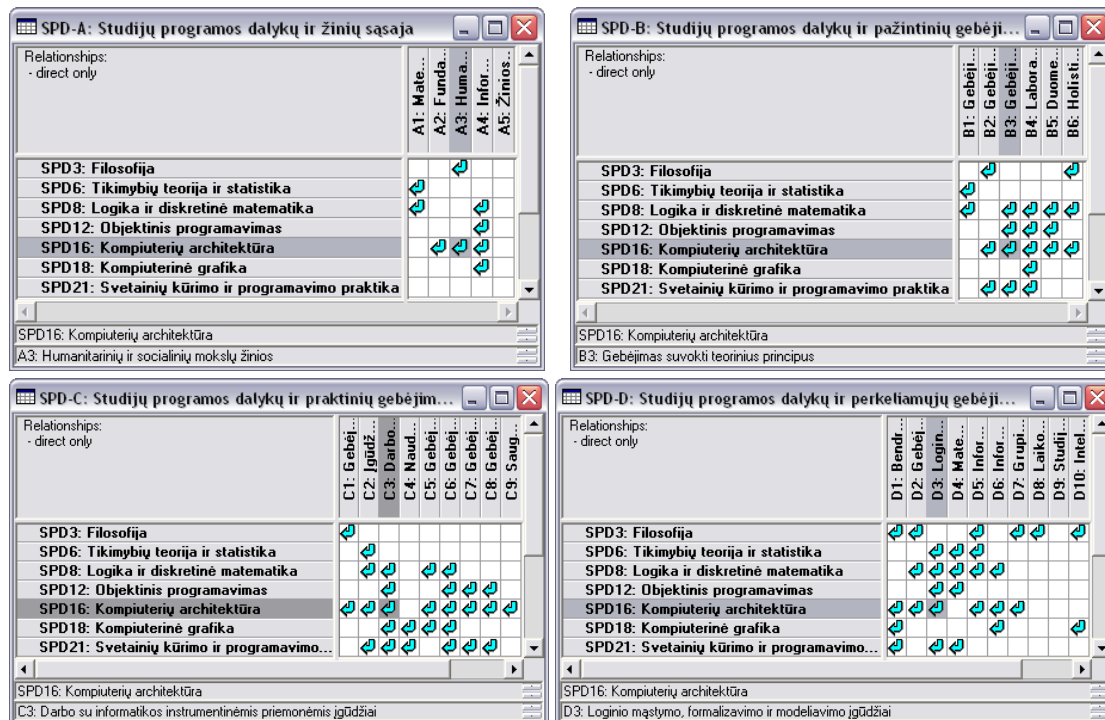 SPD-A: Studijų programos dalykų ir žinių sąsaja
Relationships:
- direct only
A1: Mate...
A2: Funda...
A3: Huma...
A4: Infor...
A5: Žinios...
SPD3: Filosofija
SPD6: Tikimybių teorija ir statistika
SPD8: Logika ir diskretinė matematika
SPD12: Objektinis programavimas
SPD16: Kompiuterių architektūra
SPD18: Kompiuterinė grafika
SPD21: Svetainių kūrimo ir programavimo praktika
SPD16: Kompiuterių architektūra
A3: Humanitarinių ir socialinių mokslų žinios
SPD-B: Studijų programos dalykų ir pažintinių gebėji...
Relationships:
- direct only
B1: Gebėji...
B2: Gebėji...
B3: Gebėji...
B4: Labora...
B5: Duome...
B6: Holisti...
SPD3: Filosofija
SPD6: Tikimybių teorija ir statistika
SPD8: Logika ir diskretinė matematika
SPD12: Objektinis programavimas
SPD16: Kompiuterių architektūra
SPD18: Kompiuterinė grafika
SPD21: Svetainių kūrimo ir programavimo praktika
SPD16: Kompiuterių architektūra
B3: Gebėjimas suvokti teorinius principus
SPD-C: Studijų programos dalykų ir praktinių gebėjim...
Relationships:
- direct only
C1: Gebėj...
C2: Įgūdž...
C3: Darbo...
C4: Naud...
C5: Gebėj...
C6: Gebėj...
C7: Gebėj...
C8: Gebėj...
C9: Saug...
SPD3: Filosofija
SPD6: Tikimybių teorija ir statistika
SPD8: Logika ir diskretinė matematika
SPD12: Objektinis programavimas
SPD16: Kompiuterių architektūra
SPD18: Kompiuterinė grafika
SPD21: Svetainių kūrimo ir programavimo...
SPD16: Kompiuterių architektūra
C3: Darbo su informatikos instrumentinėmis priemonėmis įgūdžiai
SPD-D: Studijų programos dalykų ir perkeliamųjų gebėji...
Relationships:
- direct only
D1: Bendr...
D2: Gebėj...
D3: Login...
D4: Mate...
D5: Infor...
D6: Infor...
D7: Grupi...
D8: Laiko...
D9: Studij...
D10: Intel...
SPD3: Filosofija
SPD6: Tikimybių teorija ir statistika
SPD8: Logika ir diskretinė matematika
SPD12: Objektinis programavimas
SPD16: Kompiuterių architektūra
SPD18: Kompiuterinė grafika
SPD21: Svetainių kūrimo ir programavimo...
SPD16: Kompiuterių architektūra
D3: Loginio mąstymo, formalizavimo ir modeliavimo įgūdžiai